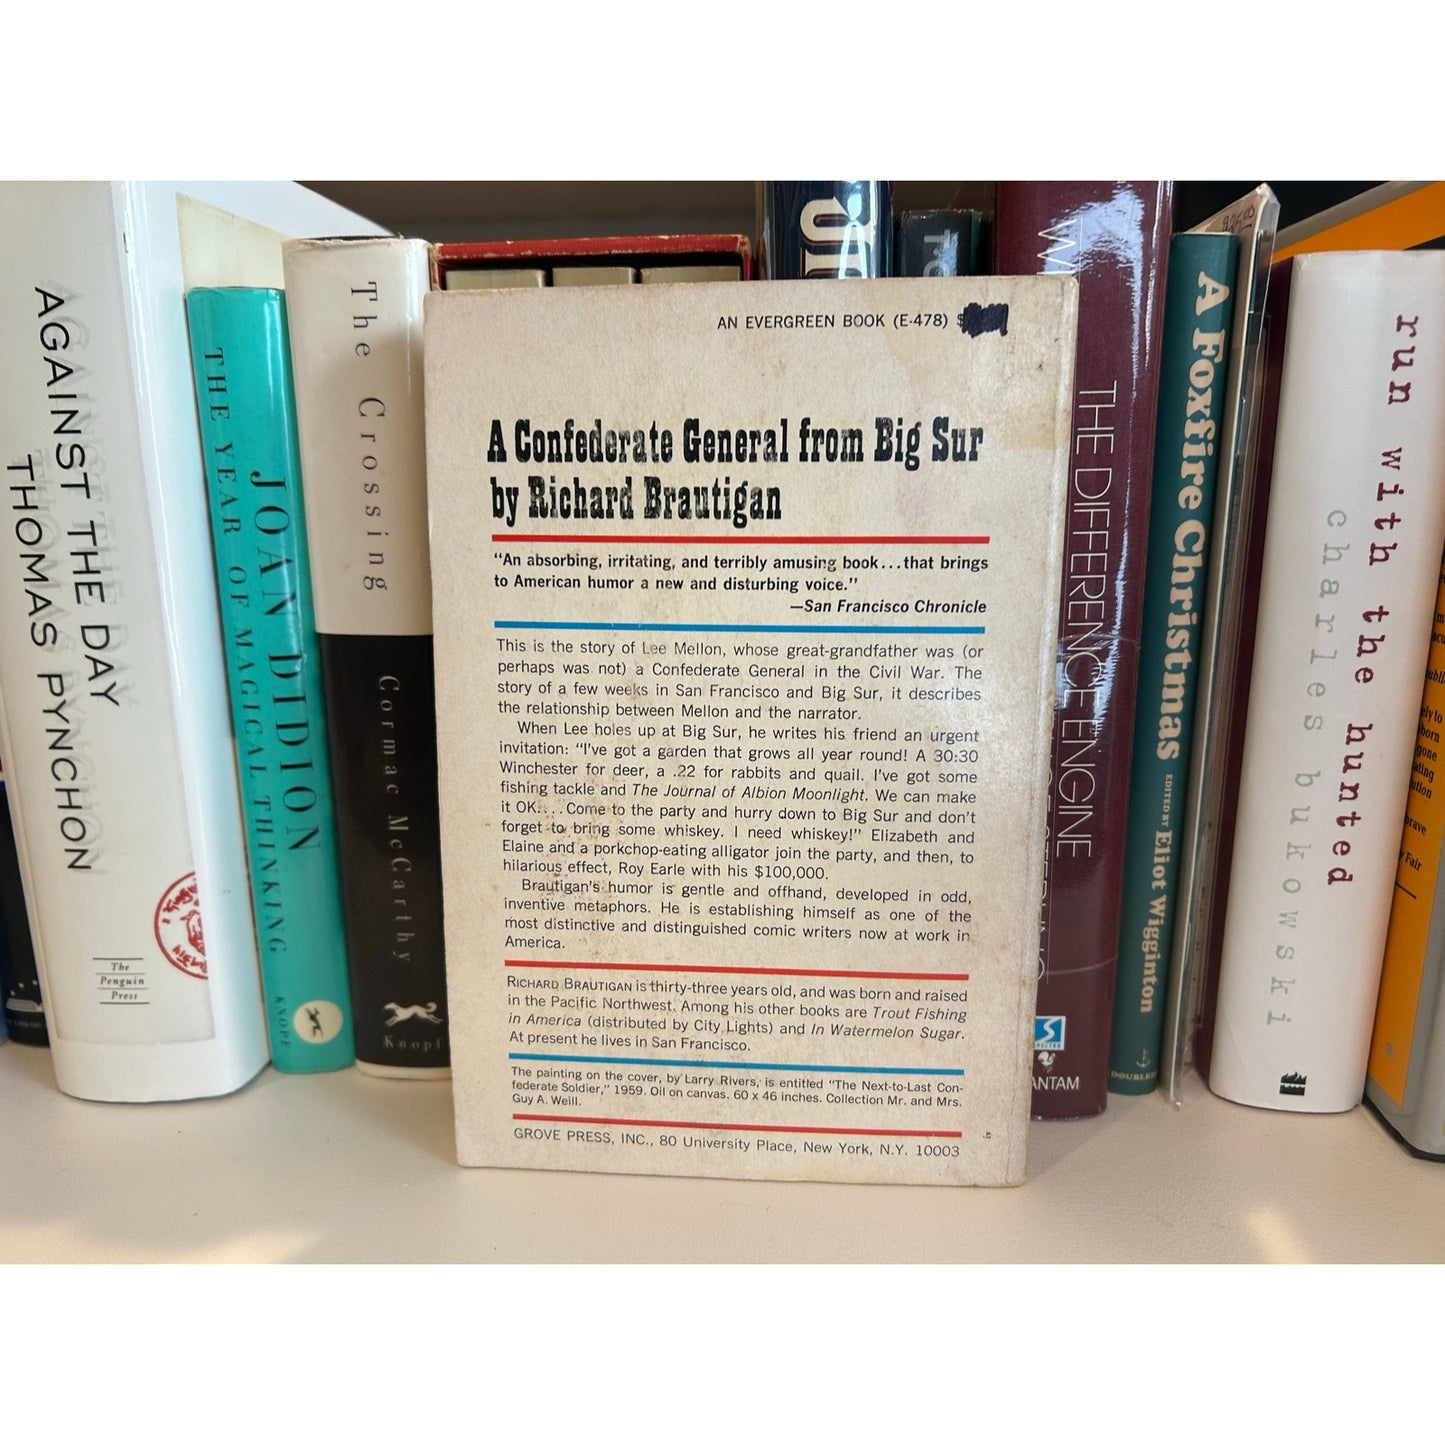 AGAINST THE DAY
THOMAS PYNCHON
The
Penguin
Press
JOAN DIDION
THE YEAR OF MAGICAL THINKING
KNOPF
The Crossing
Cormac McCarthy
Knopf
AN EVERGREEN BOOK (E-478) $
A Confederate General from Big Sur
by Richard Brautigan
“An absorbing, irritating, and terribly amusing book...that brings
to American humor a new and disturbing voice.”
—San Francisco Chronicle
This is the story of Lee Mellon, whose great-grandfather was (or
perhaps was not) a Confederate General in the Civil War. The
story of a few weeks in San Francisco and Big Sur, it describes
the relationship between Mellon and the narrator.
When Lee holes up at Big Sur, he writes his friend an urgent
invitation: “I’ve got a garden that grows all year round! A 30:30
Winchester for deer, a .22 for rabbits and quail. I’ve got some
fishing tackle and The Journal of Albion Moonlight. We can make
it OK.... Come to the party and hurry down to Big Sur and don’t
forget to bring some whiskey. I need whiskey!” Elizabeth and
Elaine and a porkchop-eating alligator join the party, and then, to
hilarious effect, Roy Earle with his $100,000.
Brautigan’s humor is gentle and offhand, developed in odd,
inventive metaphors. He is establishing himself as one of the
most distinctive and distinguished comic writers now at work in
America.
RICHARD BRAUTIGAN is thirty-three years old, and was born and raised
in the Pacific Northwest. Among his other books are Trout Fishing
in America (distributed by City Lights) and In Watermelon Sugar.
At present he lives in San Francisco.
The painting on the cover, by Larry Rivers, is entitled “The Next-to-Last Con-
federate Soldier,” 1959. Oil on canvas. 60 x 46 inches. Collection Mr. and Mrs.
Guy A. Weill.
GROVE PRESS, INC., 80 University Place, New York, N.Y. 10003
THE DIFFERENCE ENGINE
SPECTRA
ANTAM
A Foxfire Christmas
EDITED BY Eliot Wigginton
run with the hunted
charles bukowski